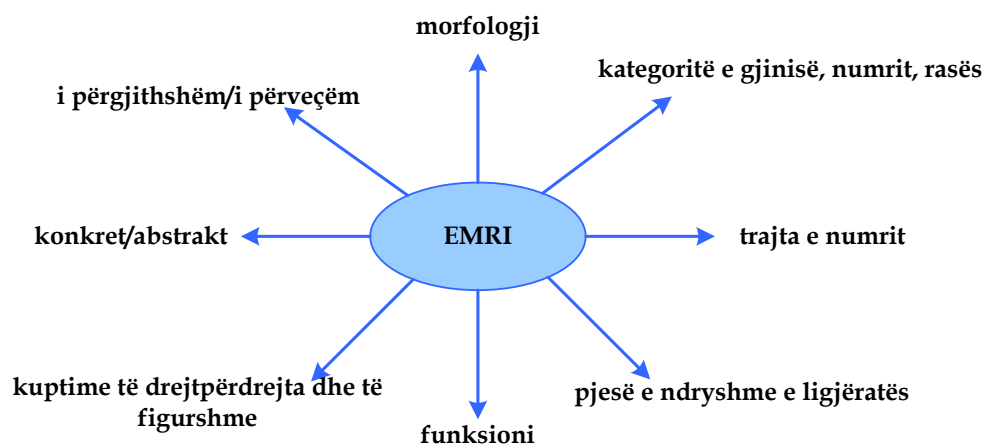 morfologji
kategoritë e gjinisë, numrit, rasës
i përgjithshëm/i përveçëm
konkret/abstrakt
EMRI
trajta e numrit
kuptime të drejtpërdrejta dhe të
figurshme
pjesë e ndryshme e ligjëratës
funksioni